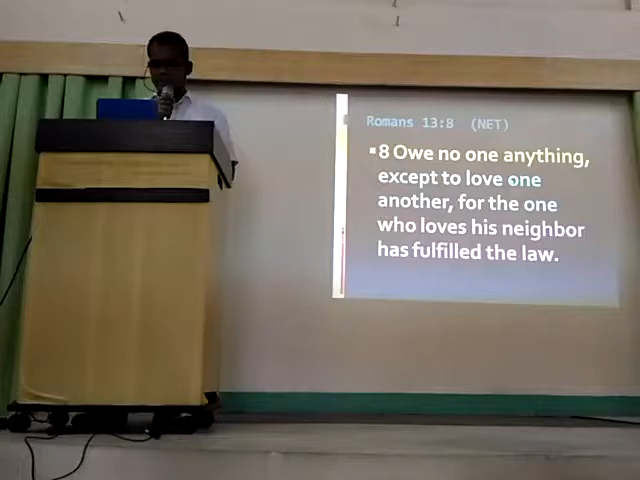 Romans 13:8 (NET)
▪8 Owe no one anything,
except to love one
another, for the one
who loves his neighbor
has fulfilled the law.